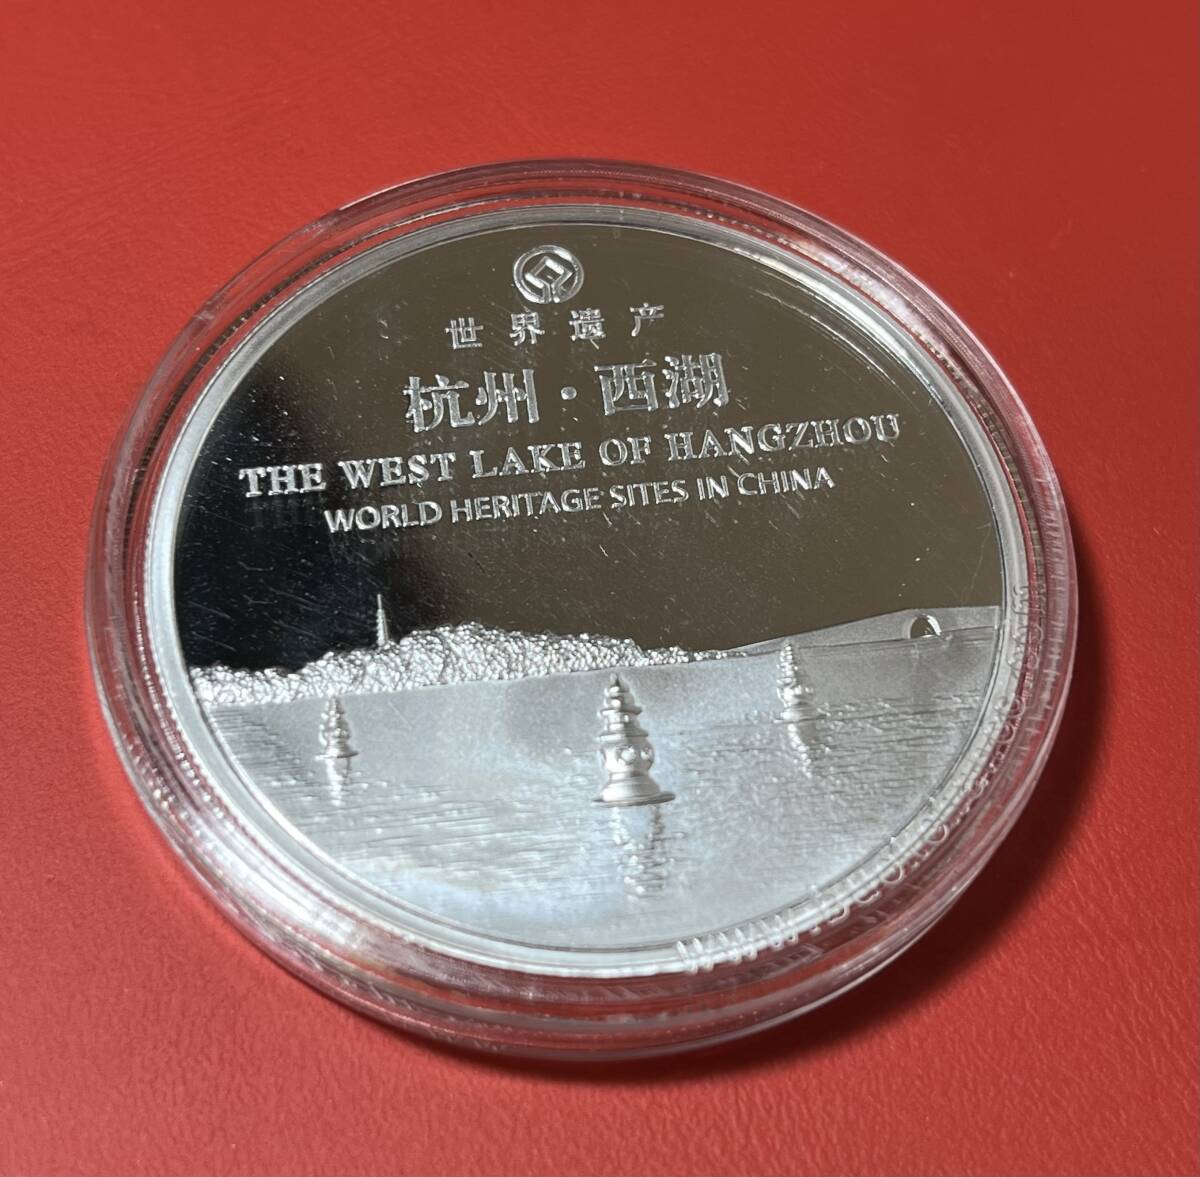 世界遗产
杭州·西湖
THE WEST LAKE OF HANGZHOU
WORLD HERITAGE SITES IN CHINA